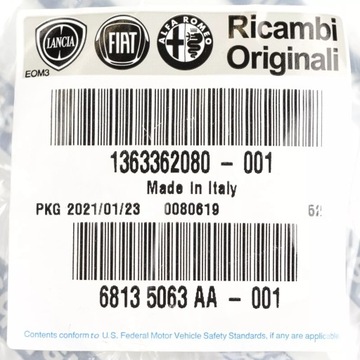 LANCIA FIAT ALFA ROMEO Ricambi
Originali
EOM3
1363362080 - 001
Made in Italy
PKG 2021/01/23 0080619 52
6813 5063 AA - 001
Contents conform to U.S. Federal Motor Vehicle Safety Standards, if any applicable